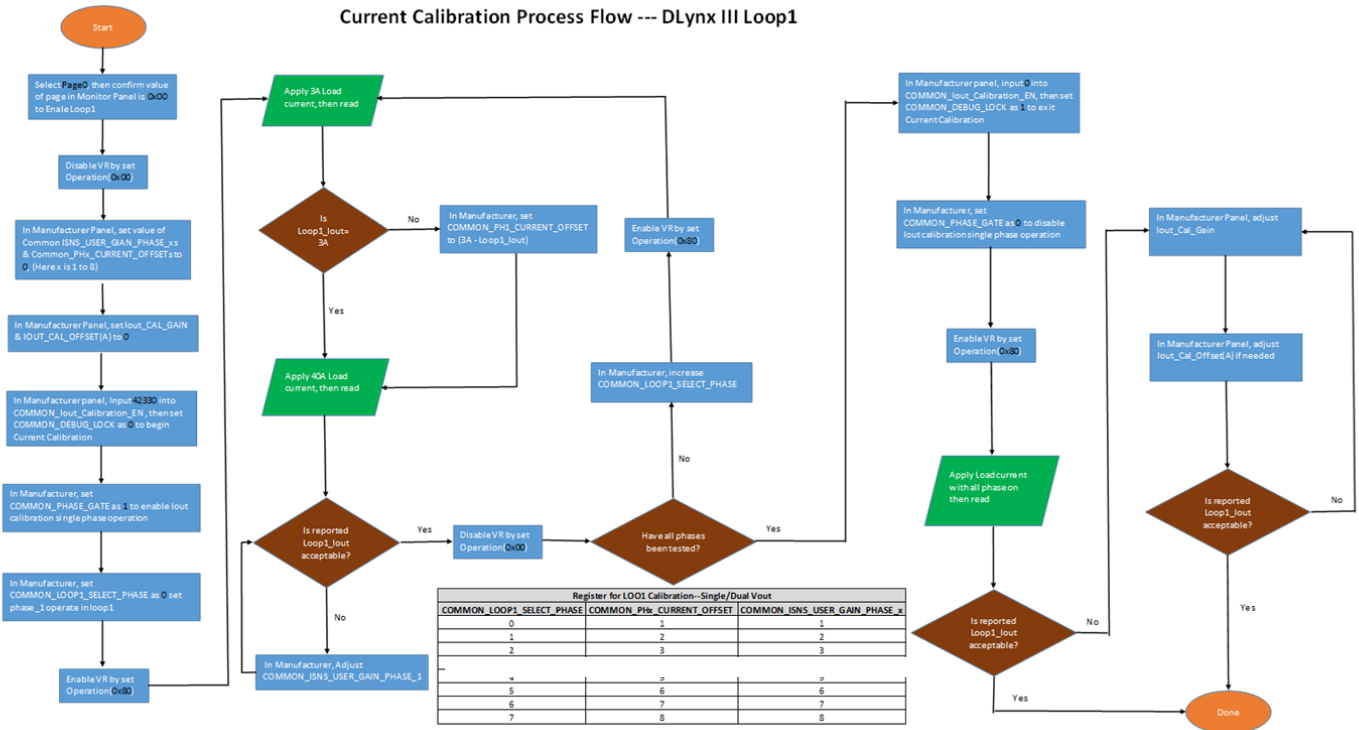 Current Calibration Process Flow --- DLynx III Loop1
Start
Select Page0, then confirm value
of page in Monitor Panel is 0x00
to Enale Loop1
Disable VR by set
Operation(0x00)
In Manufacturer Panel, set value of
Common ISNS_USER_GIAN_PHASE_xs
& Common_PHx_CURRENT_OFFSETs to
0, (Here x is 1 to 8)
In Manufacturer Panel, set Iout_CAL_GAIN
& IOUT_CAL_OFFSET(A) to 0
In Manufacturer panel, Input 42330 into
COMMON_Iout_Calibration_EN, then set
COMMON_DEBUG_LOCK as 0 to begin
Current Calibration
In Manufacturer, set
COMMON_PHASE_GATE as 1 to enable Iout
calibration single phase operation
In Manufacturer, set
COMMON_LOOP1_SELECT_PHASE as 0 set
phase_1 operate in loop1
Enable VR by set
Operation(0x80)
Apply 3A Load
current, then read
Is
Loop1_Iout=
3A
No
In Manufacturer, set
COMMON_PH1_CURRENT_OFFSET
to (3A - Loop1_Iout)
Yes
Apply 40A Load
current, then read
Is reported
Loop1_Iout
acceptable?
Yes
No
In Manufacturer, Adjust
COMMON_ISNS_USER_GAIN_PHASE_1
Disable VR by set
Operation(0x00)
Have all phases
been tested?
No
In Manufacturer, increase
COMMON_LOOP1_SELECT_PHASE
Enable VR by set
Operation(0x80)
Yes
Register for LOO1 Calibration--Single/Dual Vout
COMMON_LOOP1_SELECT_PHASE COMMON_PHx_CURRENT_OFFSET COMMON_ISNS_USER_GAIN_PHASE_x
0 1 1
1 2 2
2 3 3
...
5 6 6
6 7 7
7 8 8
In Manufacturer panel, input 0 into
COMMON_Iout_Calibration_EN, then set
COMMON_DEBUG_LOCK as 1 to exit
Current Calibration
In Manufacturer, set
COMMON_PHASE_GATE as 0 to disable
Iout calibration single phase operation
Enable VR by set
Operation(0x80)
Apply Load current
with all phase on
then read
Is reported
Loop1_Iout
acceptable?
No
Yes
In Manufacturer Panel, adjust
Iout_Cal_Gain
In Manufacturer Panel, adjust
Iout_Cal_Offset(A) if needed
Is reported
Loop1_Iout
acceptable?
No
Yes
Done